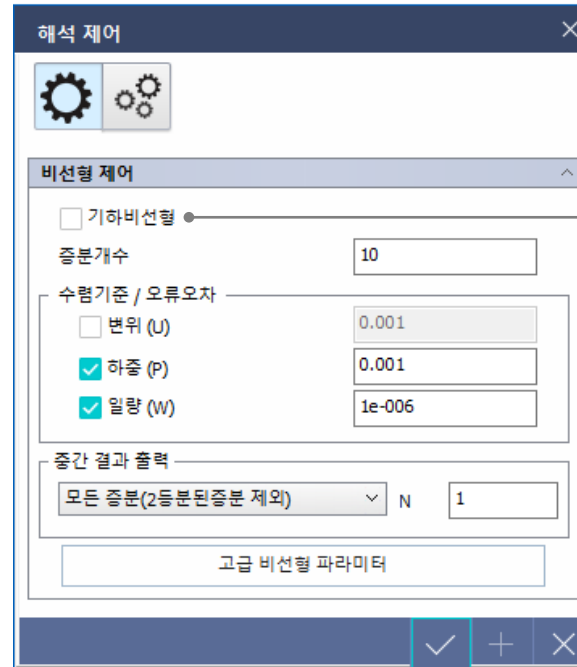 해석 제어
비선형 제어
기하비선형
증분개수 10
수렴기준 / 오류오차
변위 (U) 0.001
하중 (P) 0.001
일량 (W) 1e-006
중간 결과 출력
모든 증분(2등분된증분 제외) N 1
고급 비선형 파라미터